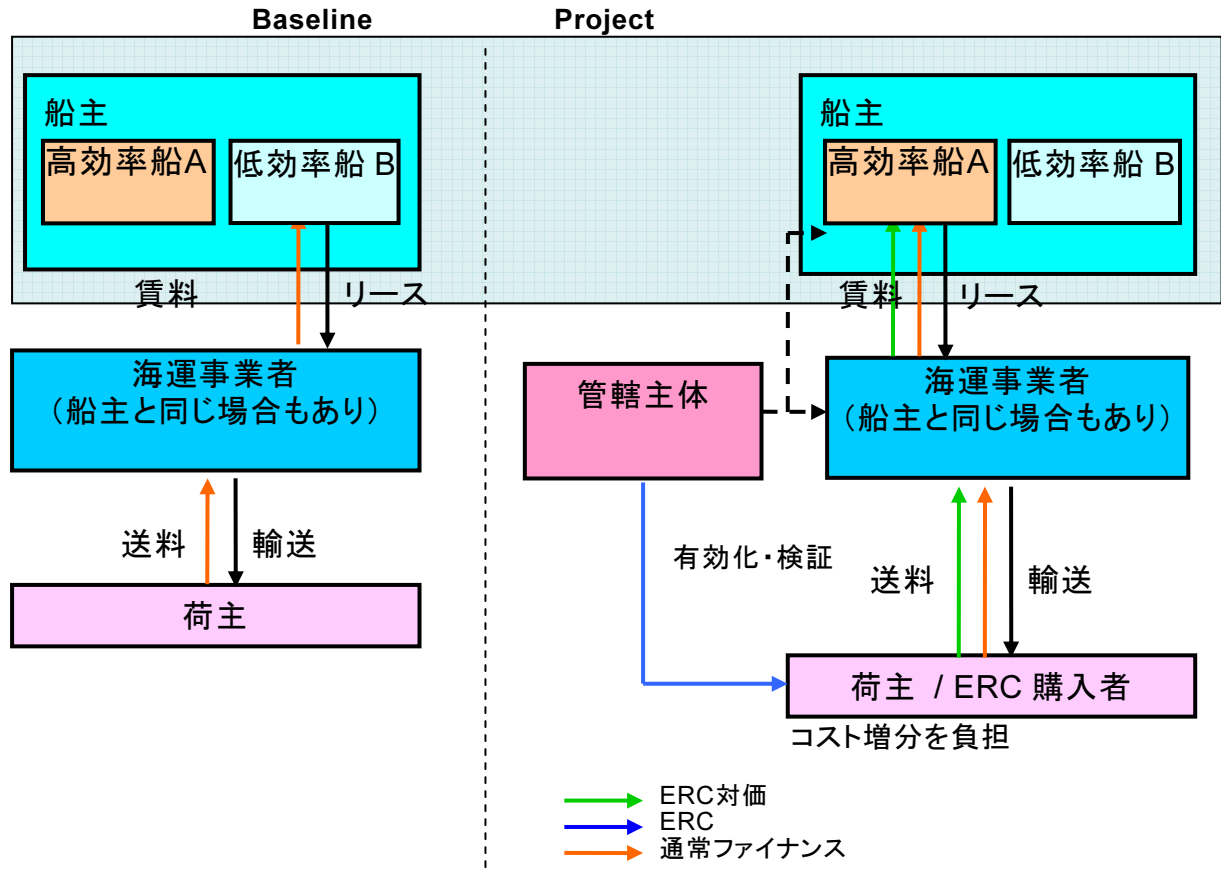 Baseline
Project
船主
高効率船A
低効率船 B
賃料
リース
海運事業者
（船主と同じ場合もあり）
送料
輸送
荷主
船主
高効率船A
低効率船 B
賃料
リース
管轄主体
海運事業者
（船主と同じ場合もあり）
有効化・検証
送料
輸送
荷主 / ERC 購入者
コスト増分を負担
ERC対価
ERC
通常ファイナンス